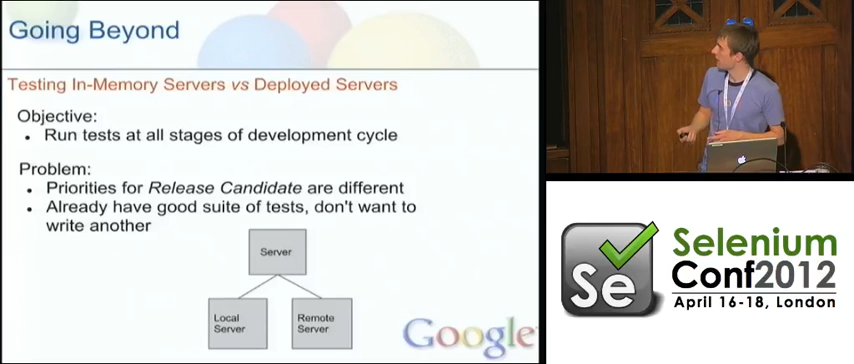 Going Beyond
Testing In-Memory Servers vs Deployed Servers
Objective:
• Run tests at all stages of development cycle
Problem:
• Priorities for Release Candidate are different
• Already have good suite of tests, don't want to
write another
Server
Local
Server
Remote
Server
Google
Se
Selenium
Conf2012
April 16-18, London